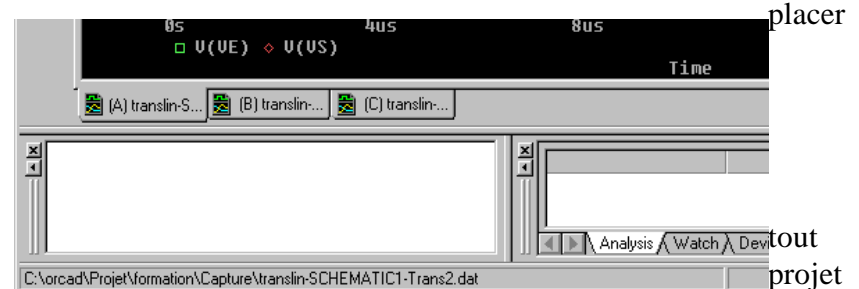 placer
0s 4us 8us
V(VE) V(VS)
Time
(A) translin-S... (B) translin-... (C) translin-...
Analysis Watch Devi
tout
C:\orcad\Projet\formation\Capture\translin-SCHEMATIC1-Trans2.dat projet